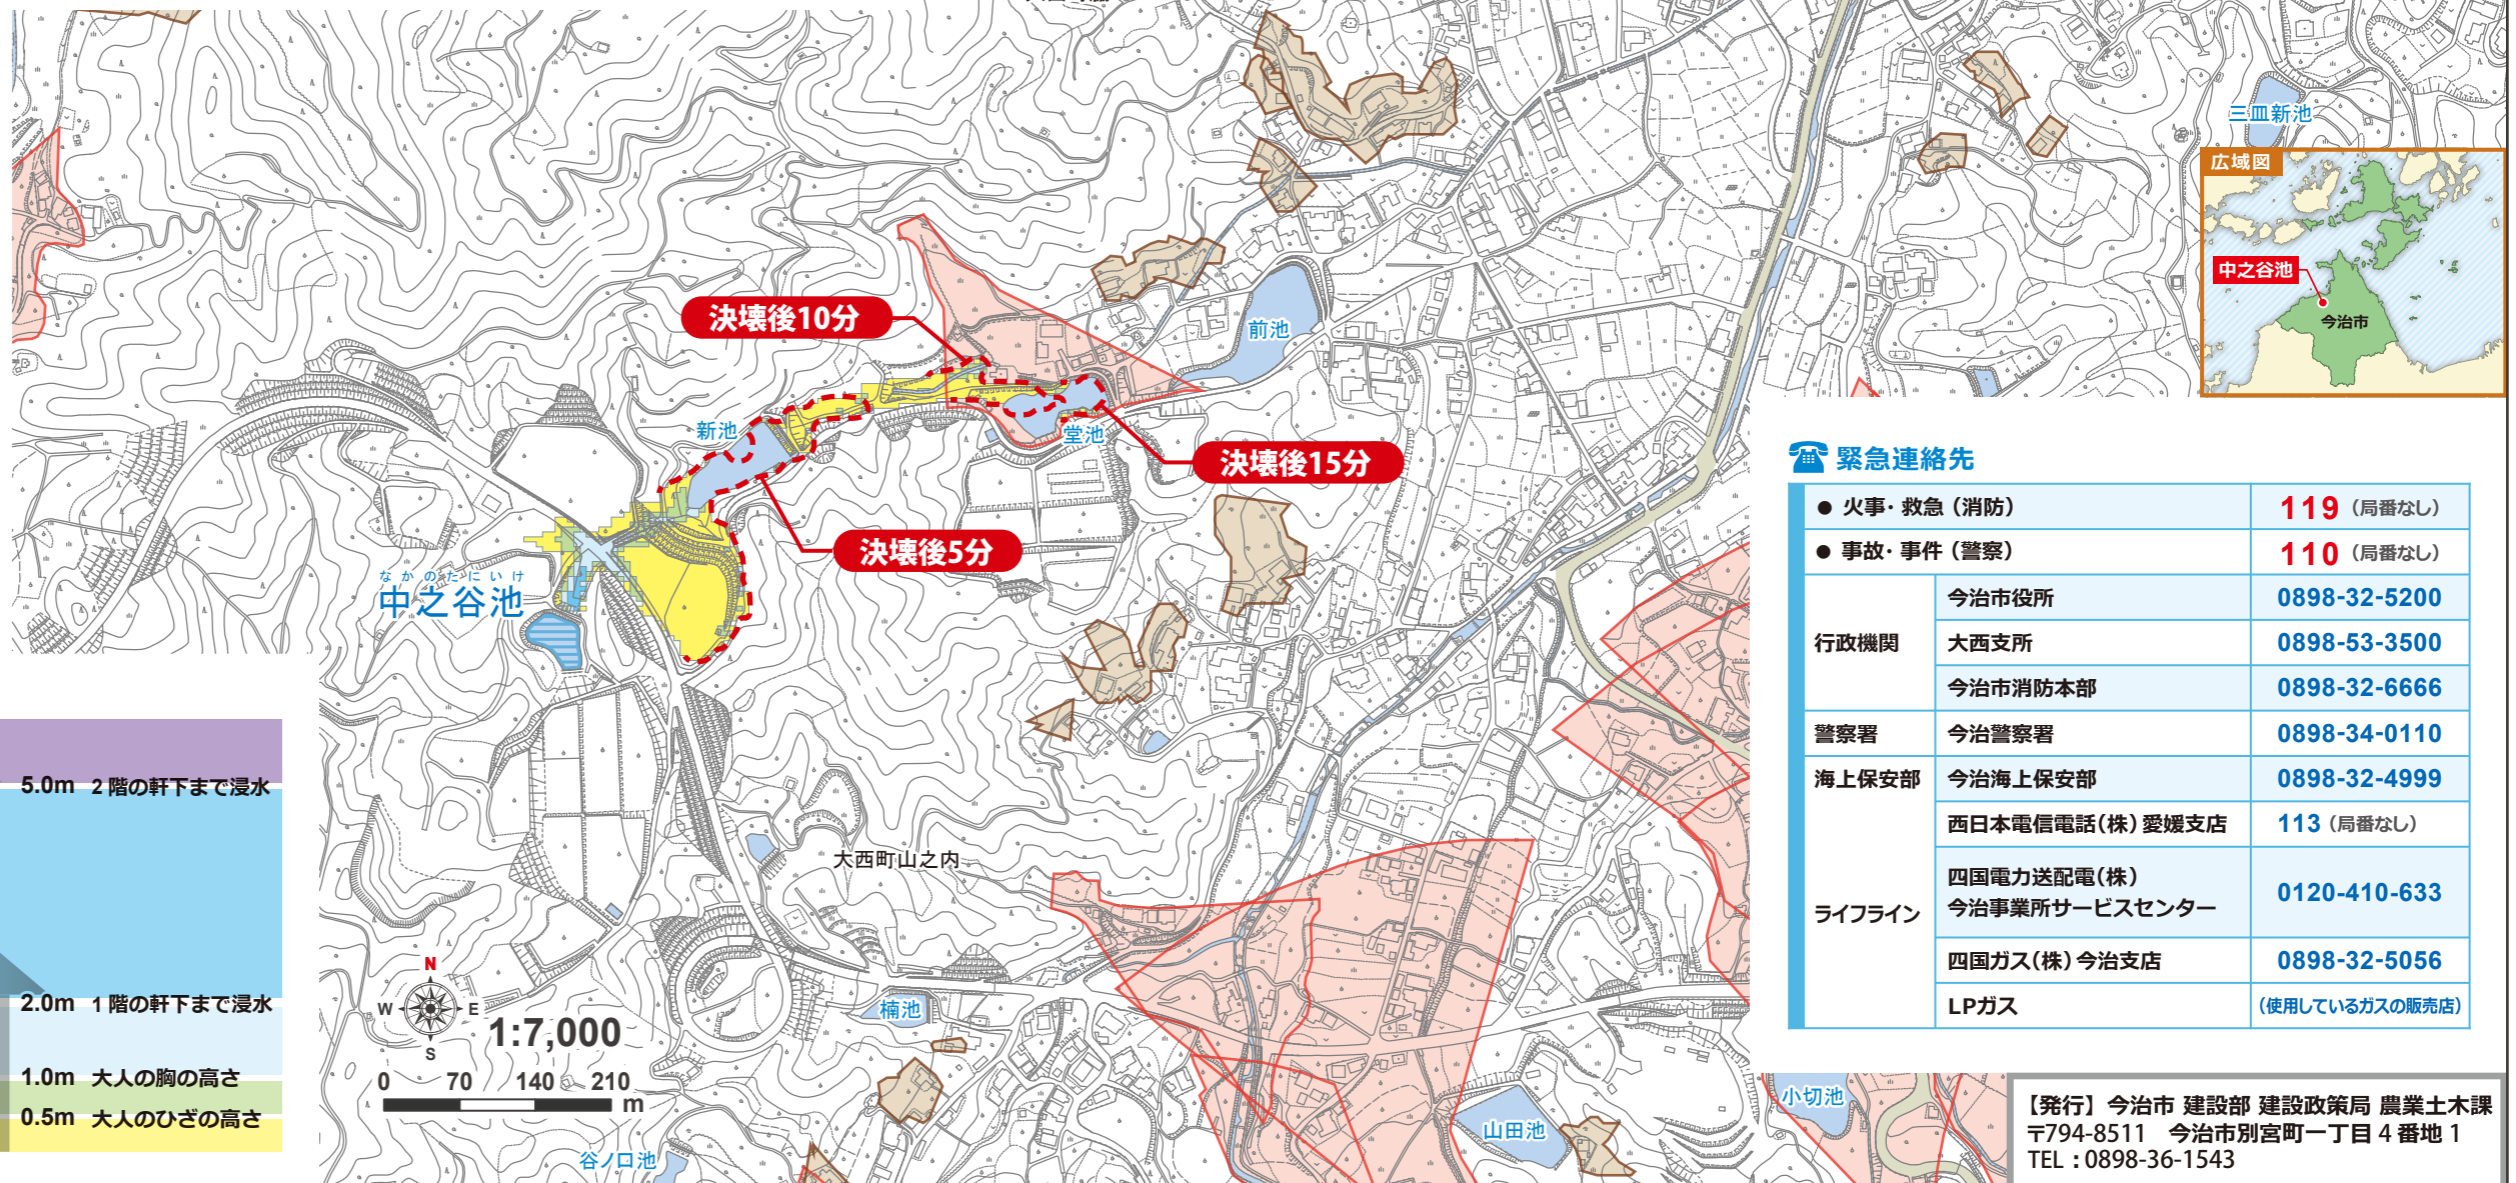 三皿新池
広域図
中之谷池
今治市
決壊後10分
前池
新池
堂池
決壊後15分
決壊後5分
なかのたにいけ
中之谷池
大西町山之内
楠池
谷ノ口池
山田池
小切池
5.0m 2階の軒下まで浸水
2.0m 1階の軒下まで浸水
1.0m 大人の胸の高さ
0.5m 大人のひざの高さ
N
W
E
S
1:7,000
0 70 140 210
m
緊急連絡先
● 火事・救急(消防) 119(局番なし)
● 事故・事件(警察) 110(局番なし)
行政機関
今治市役所 0898-32-5200
大西支所 0898-53-3500
今治市消防本部 0898-32-6666
警察署 今治警察署 0898-34-0110
海上保安部 今治海上保安部 0898-32-4999
ライフライン
西日本電信電話(株)愛媛支店 113(局番なし)
四国電力送配電(株)
今治事業所サービスセンター 0120-410-633
四国ガス(株)今治支店 0898-32-5056
LPガス (使用しているガスの販売店)
【発行】今治市 建設部 建設政策局 農業土木課
〒794-8511 今治市別宮町一丁目4番地1
TEL:0898-36-1543